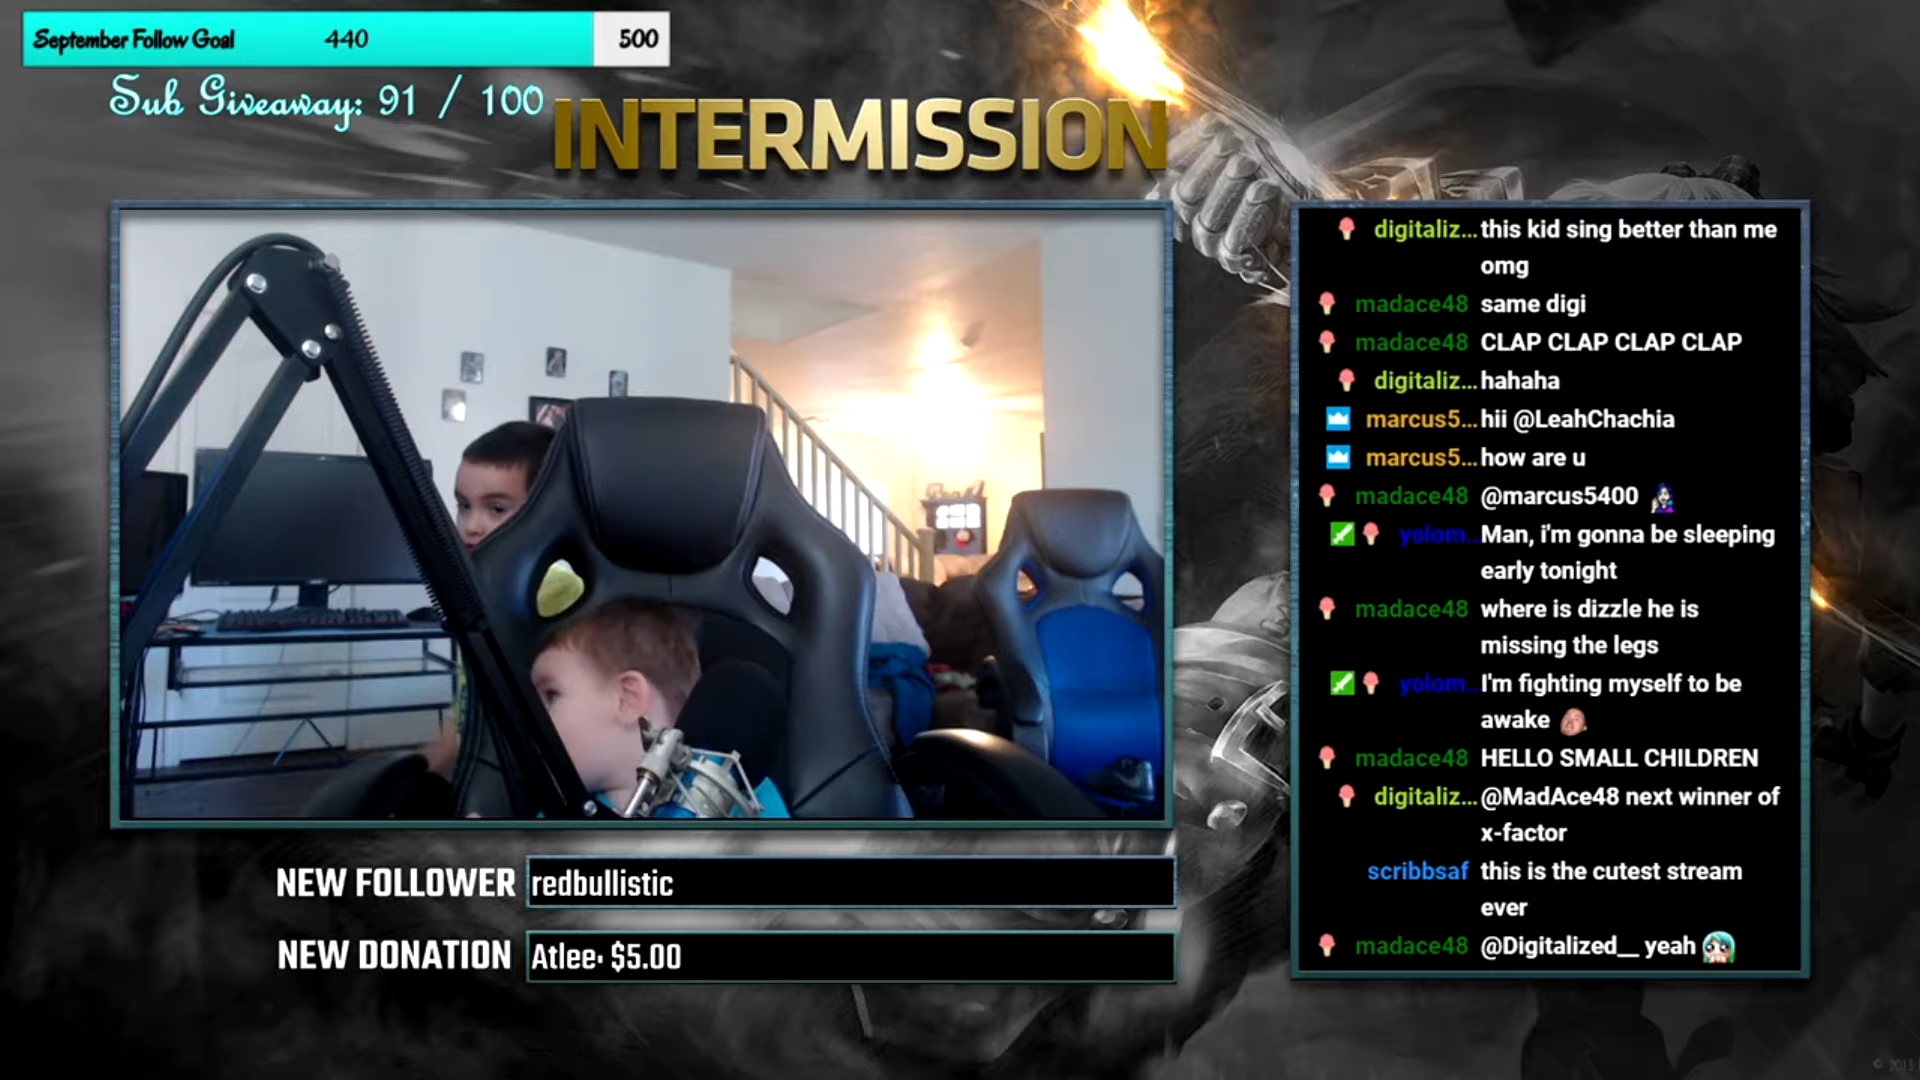 September Follow Goal 440 500
Sub Giveaway: 91 / 100
INTERMISSION
digitaliz... this kid sing better than me
omg
madace48 same digi
madace48 CLAP CLAP CLAP CLAP
digitaliz... hahaha
marcus5... hii @LeahChachia
marcus5... how are u
madace48 @marcus5400
yolom... Man, i'm gonna be sleeping
early tonight
madace48 where is dizzle he is
missing the legs
yolom... I'm fighting myself to be
awake
madace48 HELLO SMALL CHILDREN
digitaliz... @MadAce48 next winner of
x-factor
scribbsaf this is the cutest stream
ever
madace48 @Digitalized__ yeah
NEW FOLLOWER redbullistic
NEW DONATION Atlee: $5.00
© 2013